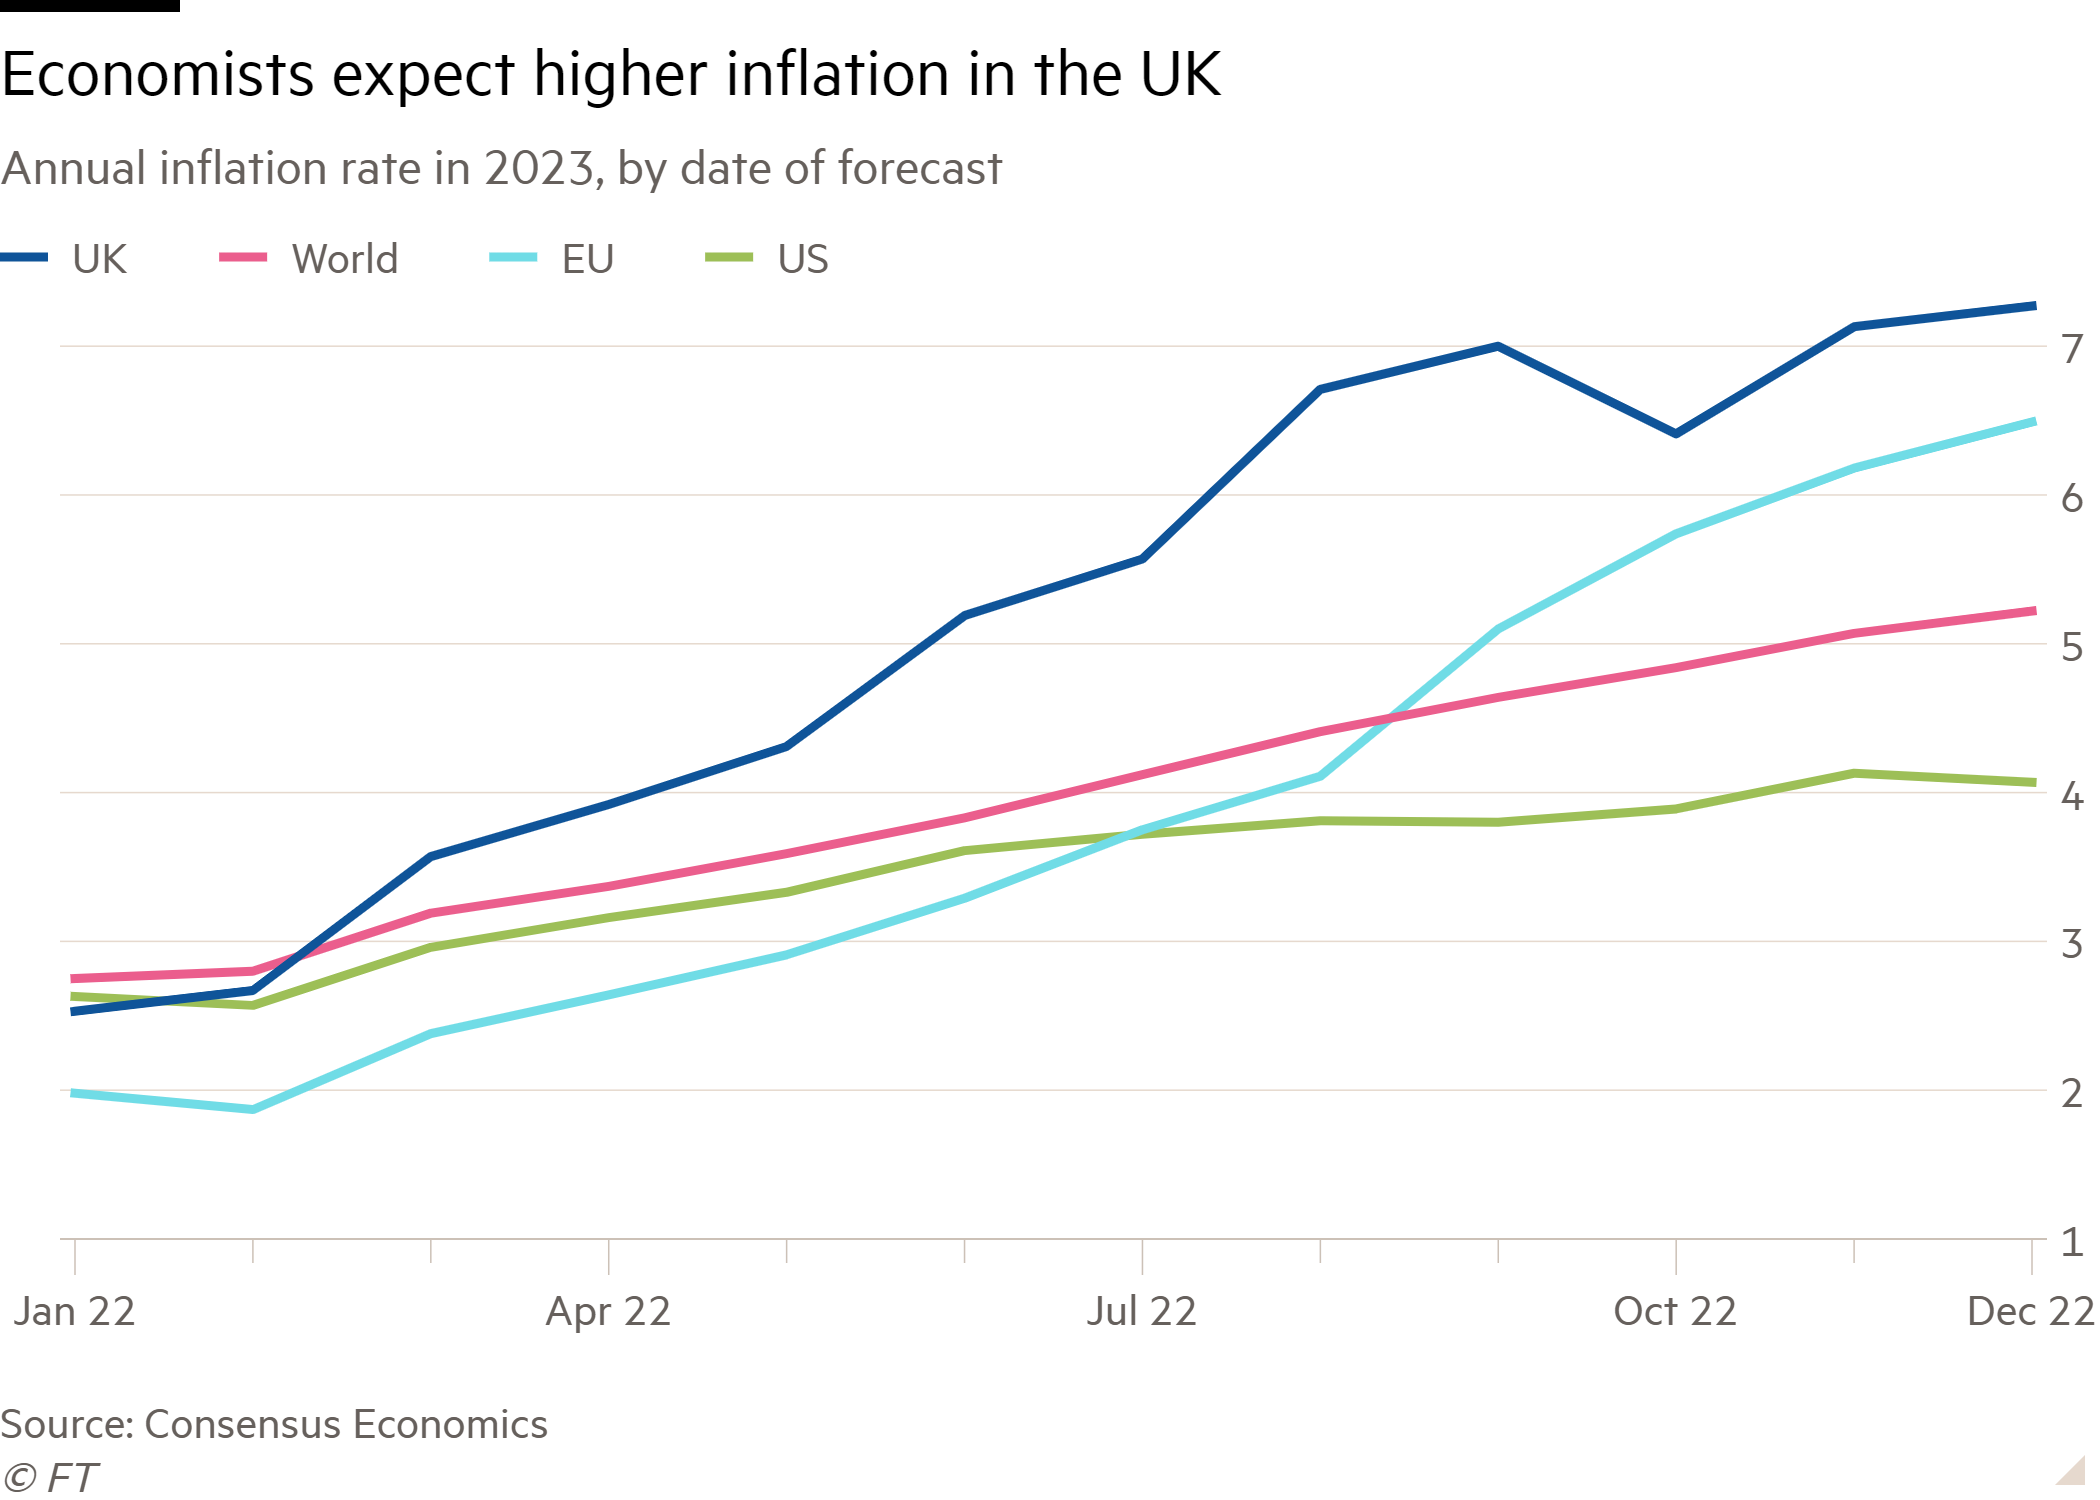 Economists expect higher inflation in the UK
Annual inflation rate in 2023, by date of forecast
UK World EU US
7
6
5
4
3
2
1
Jan 22 Apr 22 Jul 22 Oct 22 Dec 22
Source: Consensus Economics
© FT